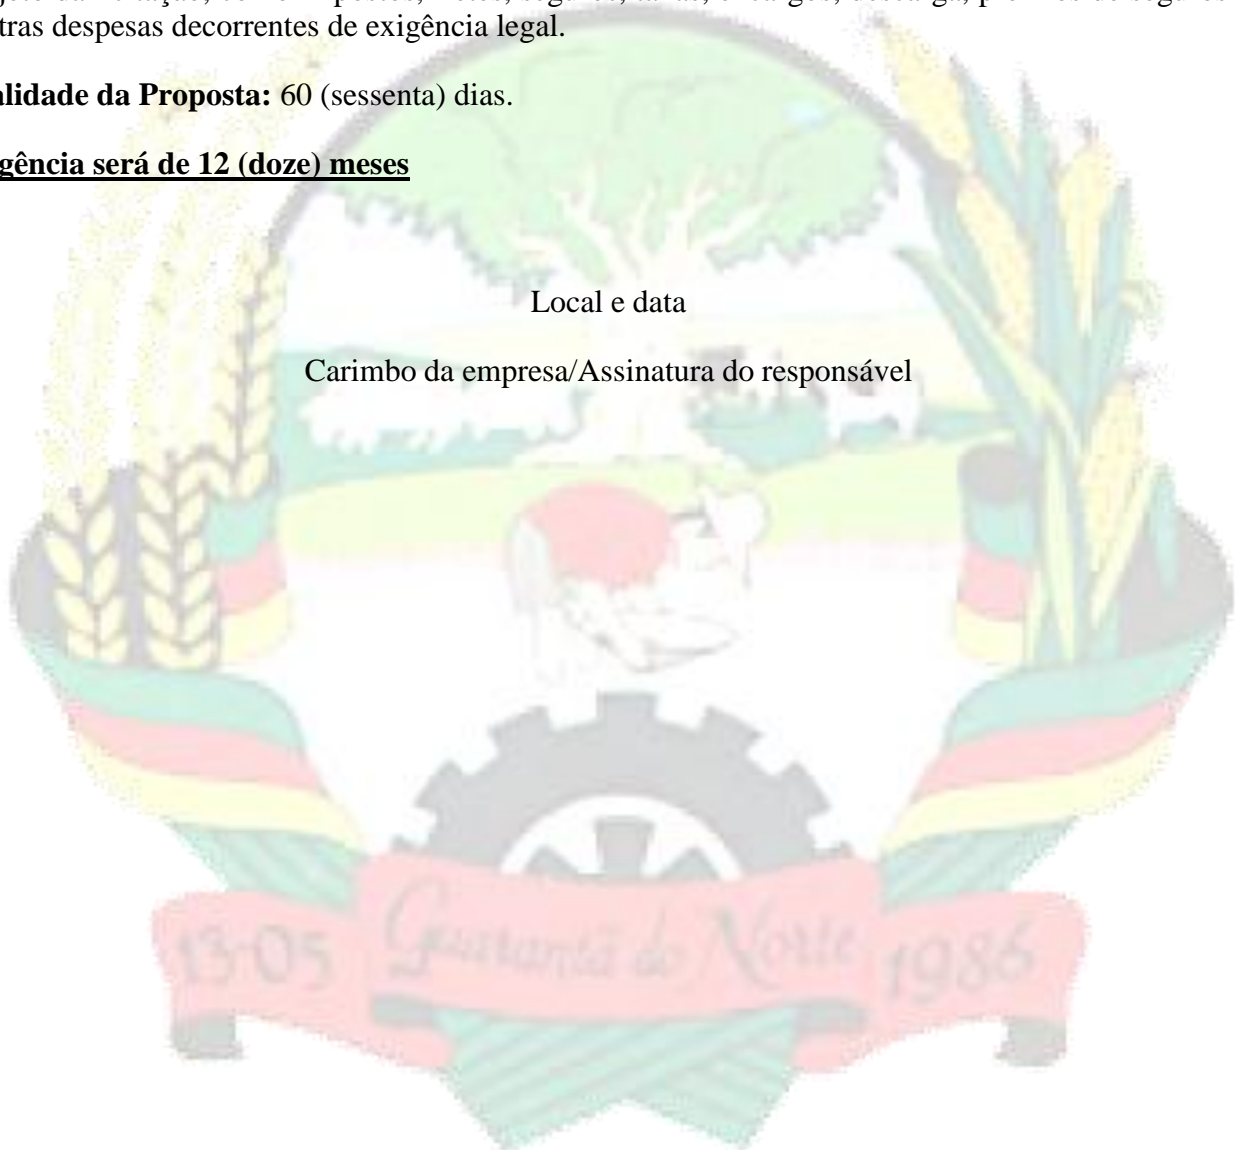 tras despesas decorrentes de exigência legal.
alidade da Proposta: 60 (sessenta) dias.
gência será de 12 (doze) meses
Local e data
Carimbo da empresa/Assinatura do responsável
13-05 Guarantã do Norte 1986